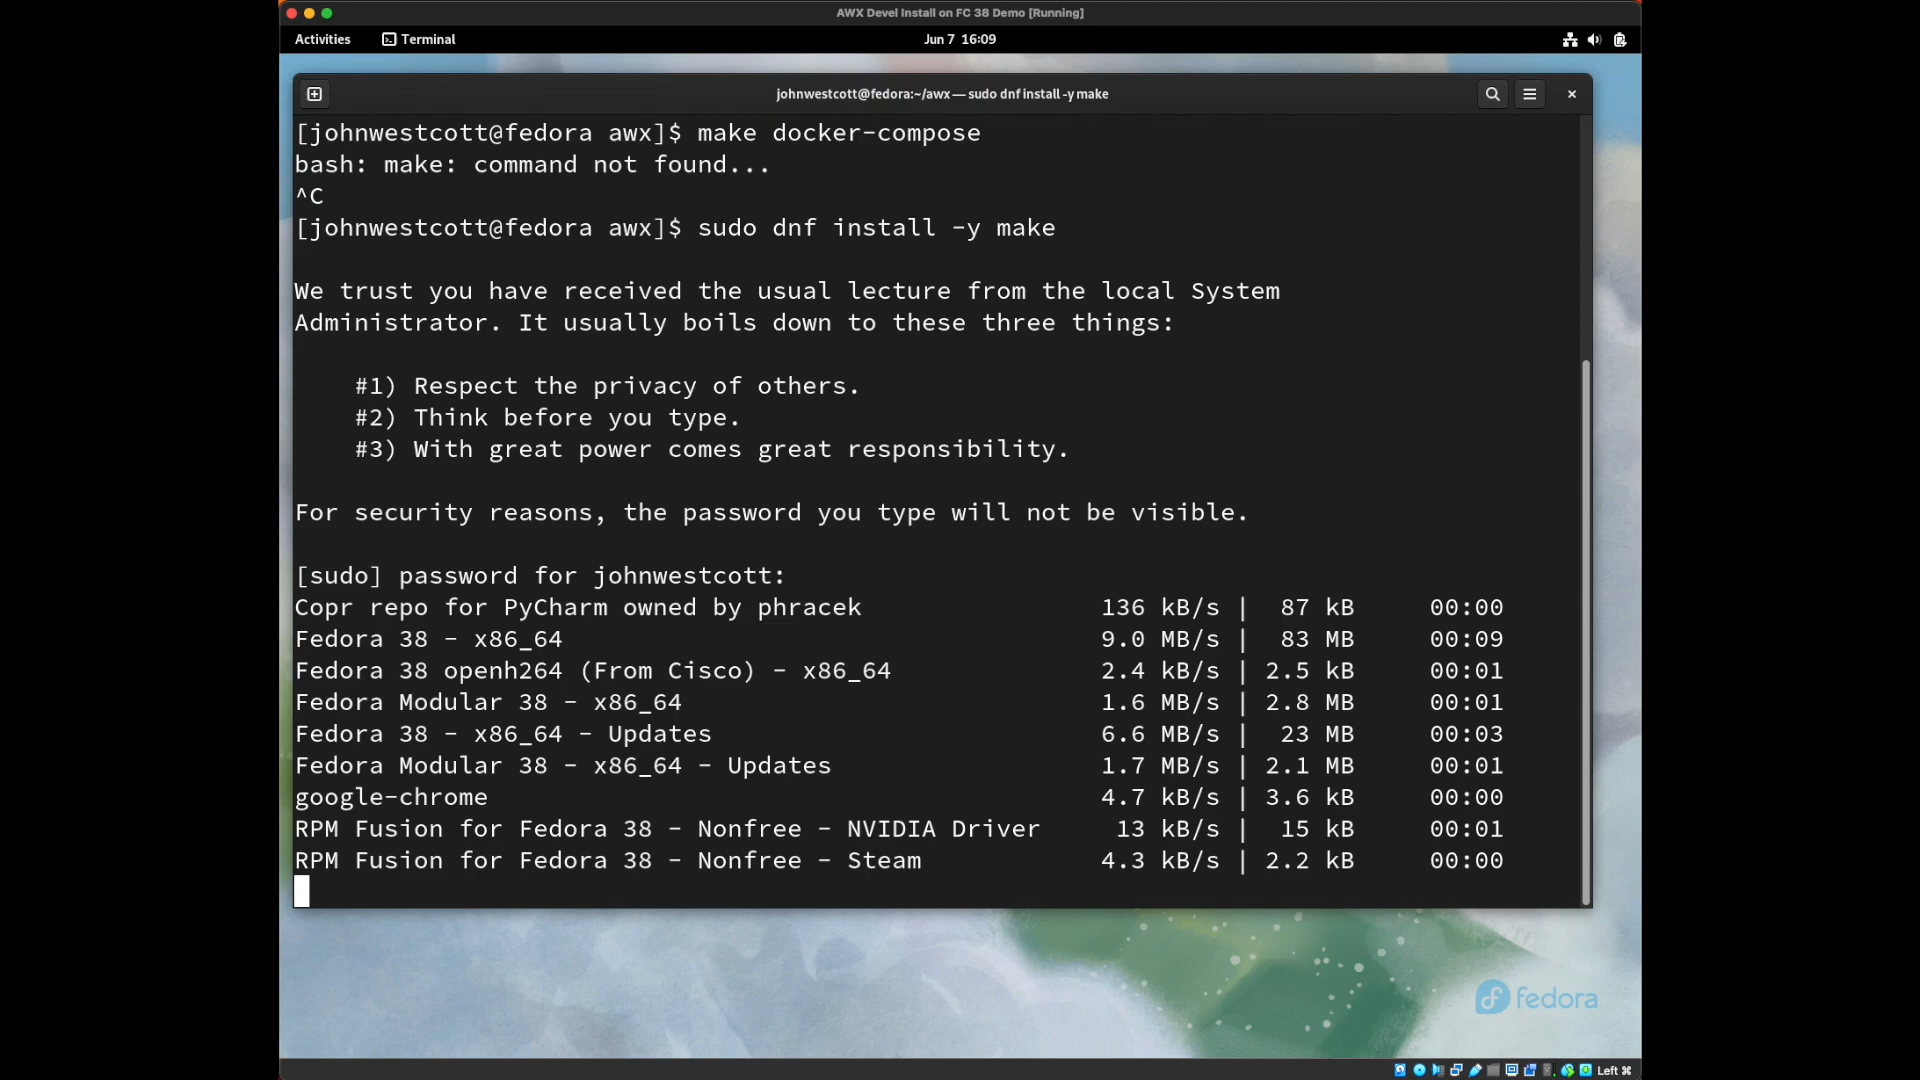 AWX Devel Install on FC 38 Demo [Running]
Activities Terminal Jun 7 16:09
johnwestcott@fedora:~/awx — sudo dnf install -y make
[johnwestcott@fedora awx]$ make docker-compose
bash: make: command not found...
^C
[johnwestcott@fedora awx]$ sudo dnf install -y make
We trust you have received the usual lecture from the local System
Administrator. It usually boils down to these three things:
#1) Respect the privacy of others.
#2) Think before you type.
#3) With great power comes great responsibility.
For security reasons, the password you type will not be visible.
[sudo] password for johnwestcott:
Copr repo for PyCharm owned by phracek 136 kB/s | 87 kB 00:00
Fedora 38 - x86_64 9.0 MB/s | 83 MB 00:09
Fedora 38 openh264 (From Cisco) - x86_64 2.4 kB/s | 2.5 kB 00:01
Fedora Modular 38 - x86_64 1.6 MB/s | 2.8 MB 00:01
Fedora 38 - x86_64 - Updates 6.6 MB/s | 23 MB 00:03
Fedora Modular 38 - x86_64 - Updates 1.7 MB/s | 2.1 MB 00:01
google-chrome 4.7 kB/s | 3.6 kB 00:00
RPM Fusion for Fedora 38 - Nonfree - NVIDIA Driver 13 kB/s | 15 kB 00:01
RPM Fusion for Fedora 38 - Nonfree - Steam 4.3 kB/s | 2.2 kB 00:00
fedora
Left ⌘